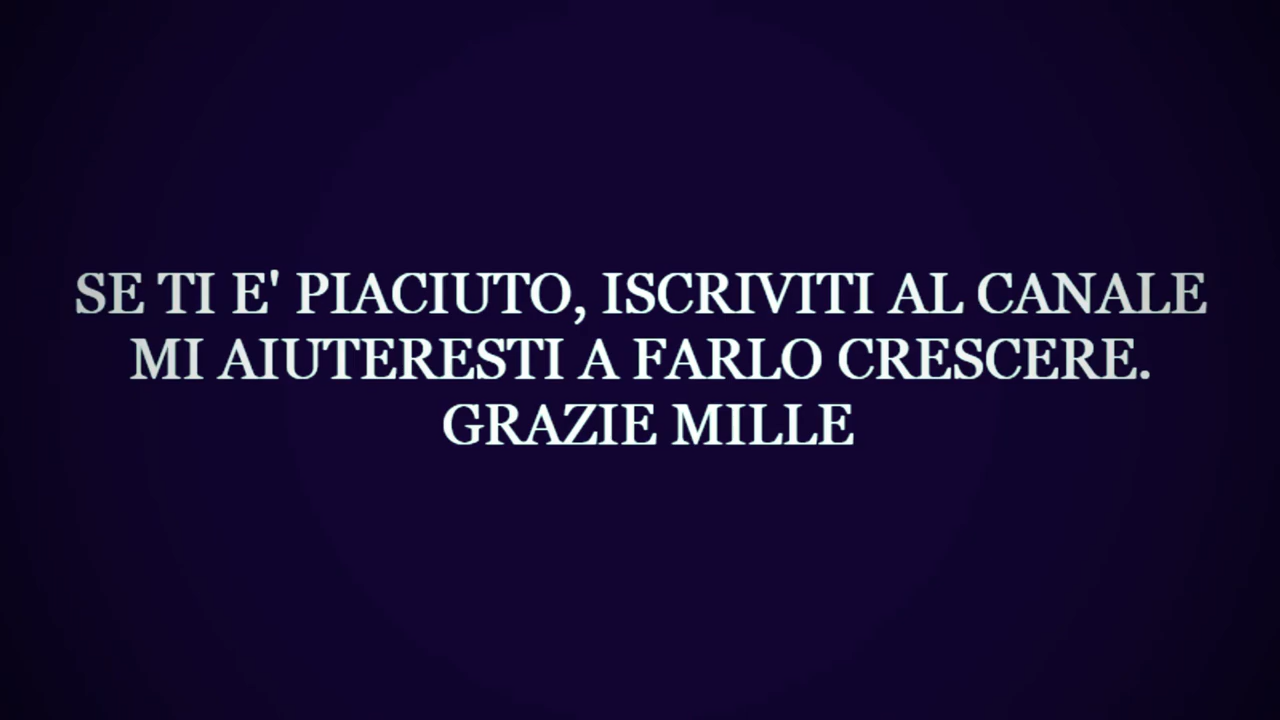 SE TI E' PIACIUTO, ISCRIVITI AL CANALE
MI AIUTERESTI A FARLO CRESCERE.
GRAZIE MILLE